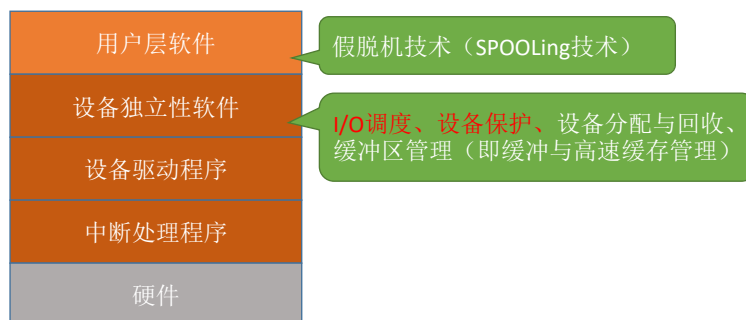 用户层软件
假脱机技术（SPOOLing技术）
设备独立性软件
I/O调度、设备保护、设备分配与回收、
缓冲区管理（即缓冲与高速缓存管理）
设备驱动程序
中断处理程序
硬件